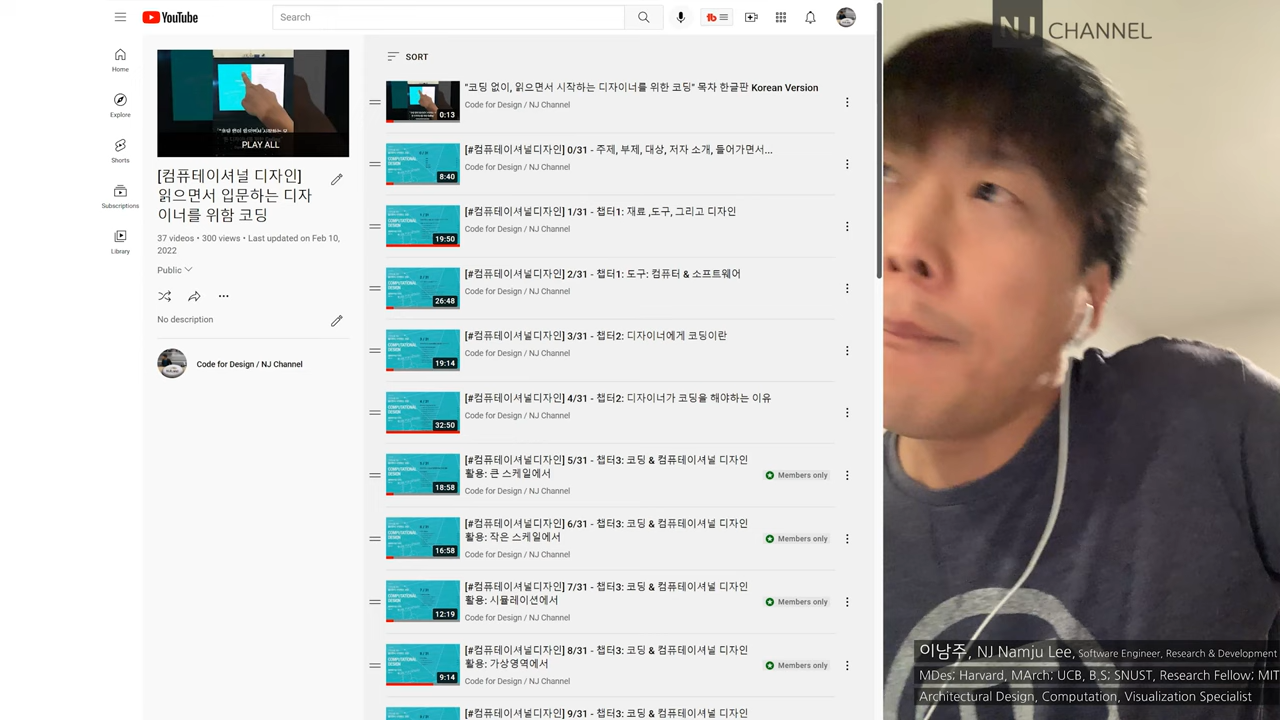 YouTube
Search
Home
Explore
Shorts
Subscriptions
Library
PLAY ALL
[컴퓨테이셔널 디자인]
읽으면서 입문하는 디자
이너를 위함 코딩
37 videos • 300 views • Last updated on Feb 10,
2022
Public
No description
Code for Design / NJ Channel
SORT
"코딩 없이, 읽으면서 시작하는 디자이너를 위한 코딩" 목차 한글판 Korean Version
Code for Design / NJ Channel
0:13
[#컴퓨테이셔널디자인] 0/31 - 주제, 부제, 요약, 저자 소개, 들어가면서...
Code for Design / NJ Channel
8:40
[#컴퓨테이셔널디자인] 1/31 - 챕터1: 재료, 도구, 그리고 디자인
Code for Design / NJ Channel
19:50
[#컴퓨테이셔널디자인] 2/31 - 챕터1: 도구: 컴퓨터 & 소프트웨어
Code for Design / NJ Channel
26:48
[#컴퓨테이셔널디자인] 3/31 - 챕터2: 디자이너에게 코딩이란
Code for Design / NJ Channel
19:14
[#컴퓨테이셔널디자인] 4/31 - 챕터2: 디자이너가 코딩을 해야하는 이유
Code for Design / NJ Channel
32:50
[#컴퓨테이셔널디자인] 5/31 - 챕터3: 코딩 & 컴퓨테이셔널 디자인
활용: 큰 스케일에서
Code for Design / NJ Channel
18:58
Members only
[#컴퓨테이셔널디자인] 6/31 - 챕터3: 코딩 & 컴퓨테이셔널 디자인
활용: 작은 스케일에서
Code for Design / NJ Channel
16:58
Members only
[#컴퓨테이셔널디자인] 7/31 - 챕터3: 코딩 & 컴퓨테이셔널 디자인
활용: 시뮬레이션에서
Code for Design / NJ Channel
12:19
Members only
[#컴퓨테이셔널디자인] 8/31 - 챕터3: 코딩 & 컴퓨테이셔널 디자인
활용: 가상영역에서
Code for Design / NJ Channel
9:14
Members only
[#컴퓨테이셔널디자인] 9/31 - 챕터3: 코딩 & 컴퓨테이셔널 디자인
NJ CHANNEL
이남주, NJ Namju Lee, Software Engineer, Research & Development
MDes; Harvard, MArch; UCB, B.S; SNUST, Research Fellow; MIT
Architectural Design, Computation, Visualization Specialist